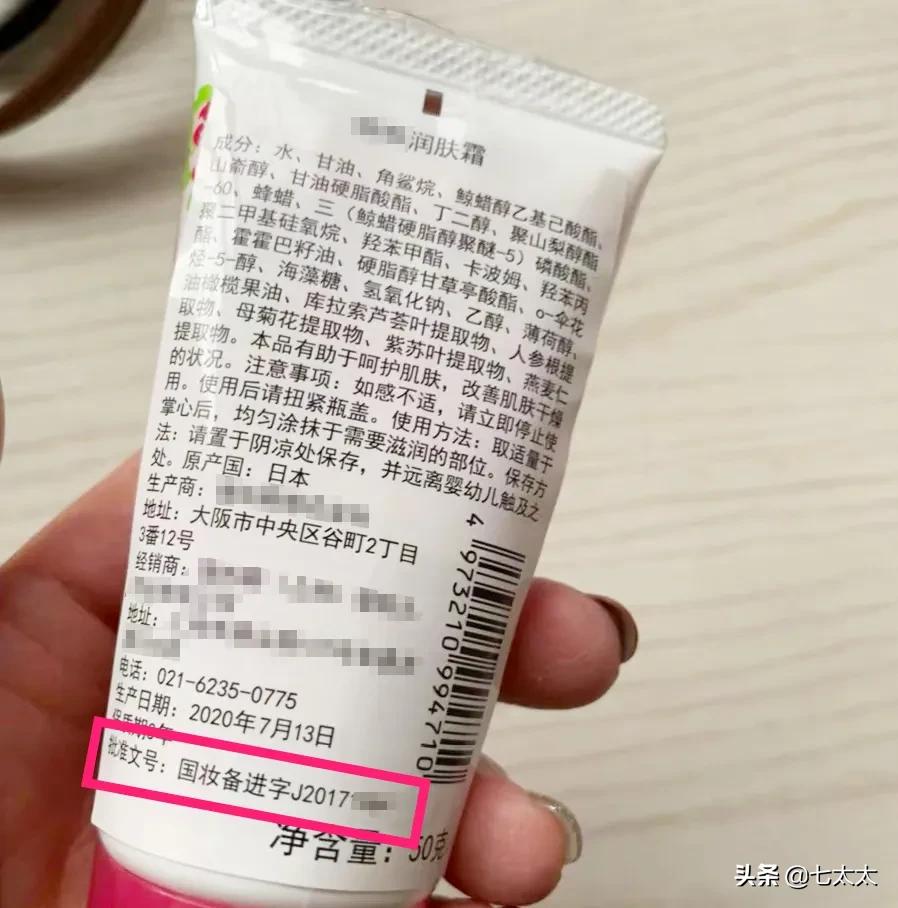 润肤霜
成分：水、甘油、角鲨烷、鲸蜡醇乙基己酸酯、
山嵛醇、甘油硬脂酸酯、丁二醇、聚山梨醇酯
-60、蜂蜡、三（鲸蜡硬脂醇聚醚-5）磷酸酯、
聚二甲基硅氧烷、羟苯甲酯、卡波姆、羟苯丙
酯、霍霍巴籽油、硬脂醇甘草亭酸酯、o-伞花
烃-5-醇、海藻糖、氢氧化钠、乙醇、薄荷醇、
油橄榄果油、库拉索芦荟叶提取物、人参根提
取物、母菊花提取物、紫苏叶提取物、燕麦仁
提取物。本品有助于呵护肌肤，改善肌肤干燥
的状况。注意事项：如感不适，请立即停止使
用。使用后请扭紧瓶盖。使用方法：取适量于
掌心后，均匀涂抹于需要滋润的部位。保存方
法：请置于阴凉处保存，并远离婴幼儿触及之
处。原产国：日本
生产商：
地址：大阪市中央区谷町2丁目
3番12号
经销商：
地址：
电话：021-6235-0775
生产日期：2020年7月13日
保质期3年
批准文号：国妆备进字J2017
净含量：50克
4973210994710
头条 @七太太